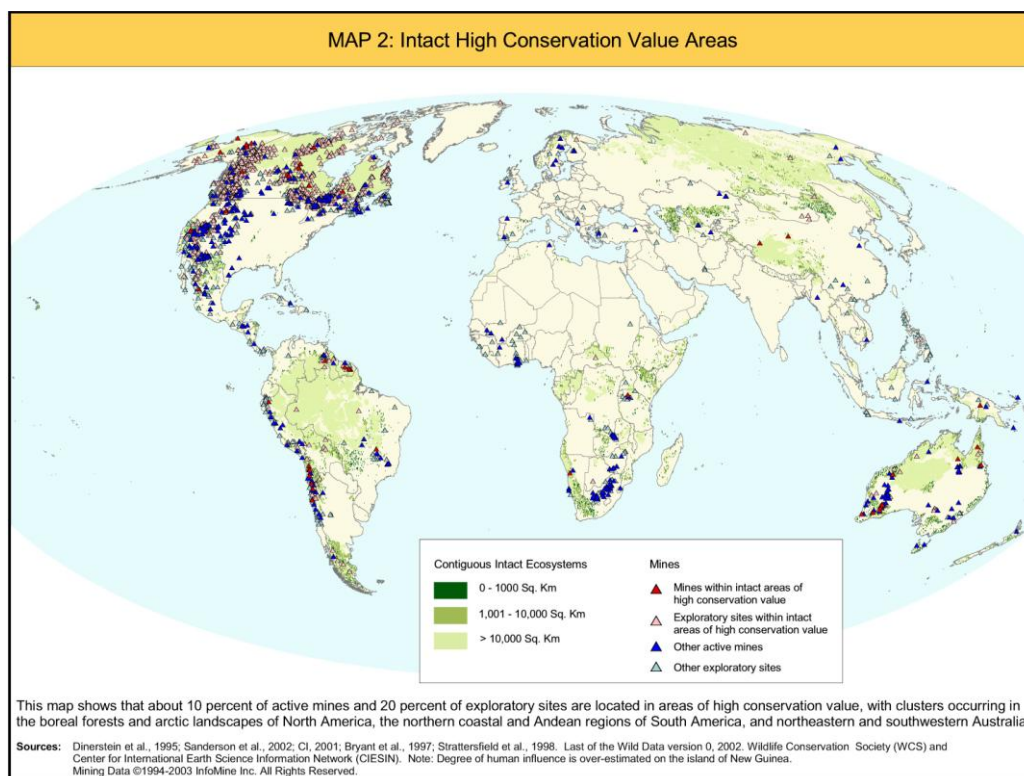 MAP 2: Intact High Conservation Value Areas
Contiguous Intact Ecosystems
0 - 1000 Sq. Km
1,001 - 10,000 Sq. Km
> 10,000 Sq. Km
Mines
Mines within intact areas of
high conservation value
Exploratory sites within intact
areas of high conservation value
Other active mines
Other exploratory sites
This map shows that about 10 percent of active mines and 20 percent of exploratory sites are located in areas of high conservation value, with clusters occurring in
the boreal forests and arctic landscapes of North America, the northern coastal and Andean regions of South America, and northeastern and southwestern Australia
Sources: Dinerstein et al., 1995; Sanderson et al., 2002; CI, 2001; Bryant et al., 1997; Strattersfield et al., 1998. Last of the Wild Data version 0, 2002. Wildlife Conservation Society (WCS) and
Center for International Earth Science Information Network (CIESIN). Note: Degree of human influence is over-estimated on the island of New Guinea.
Mining Data ©1994-2003 InfoMine Inc. All Rights Reserved.